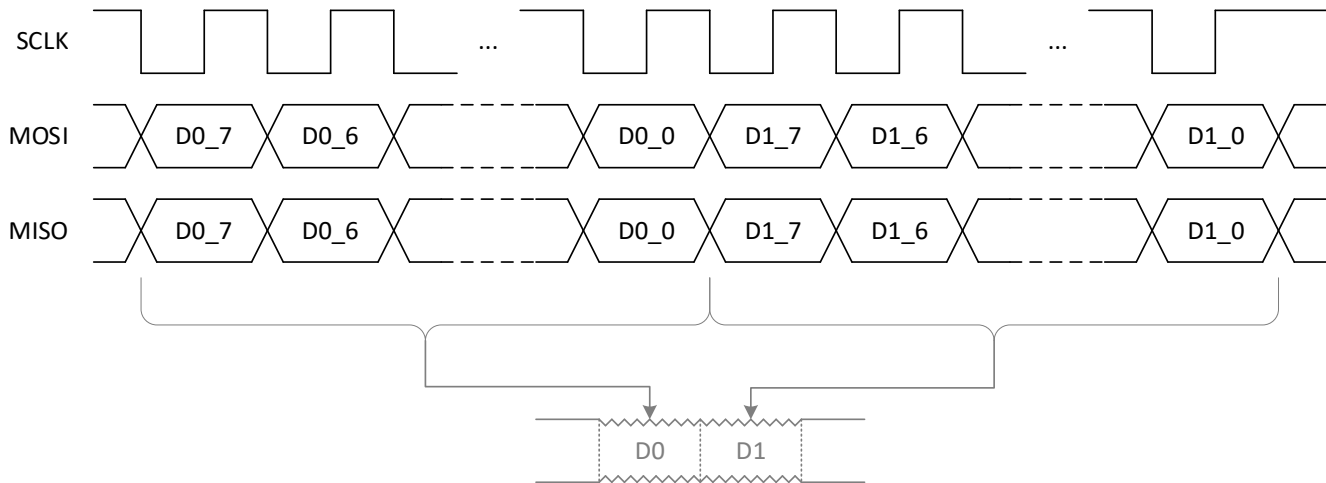 SCLK ... ...
MOSI D0_7 D0_6 D0_0 D1_7 D1_6 D1_0
MISO D0_7 D0_6 D0_0 D1_7 D1_6 D1_0
D0 D1